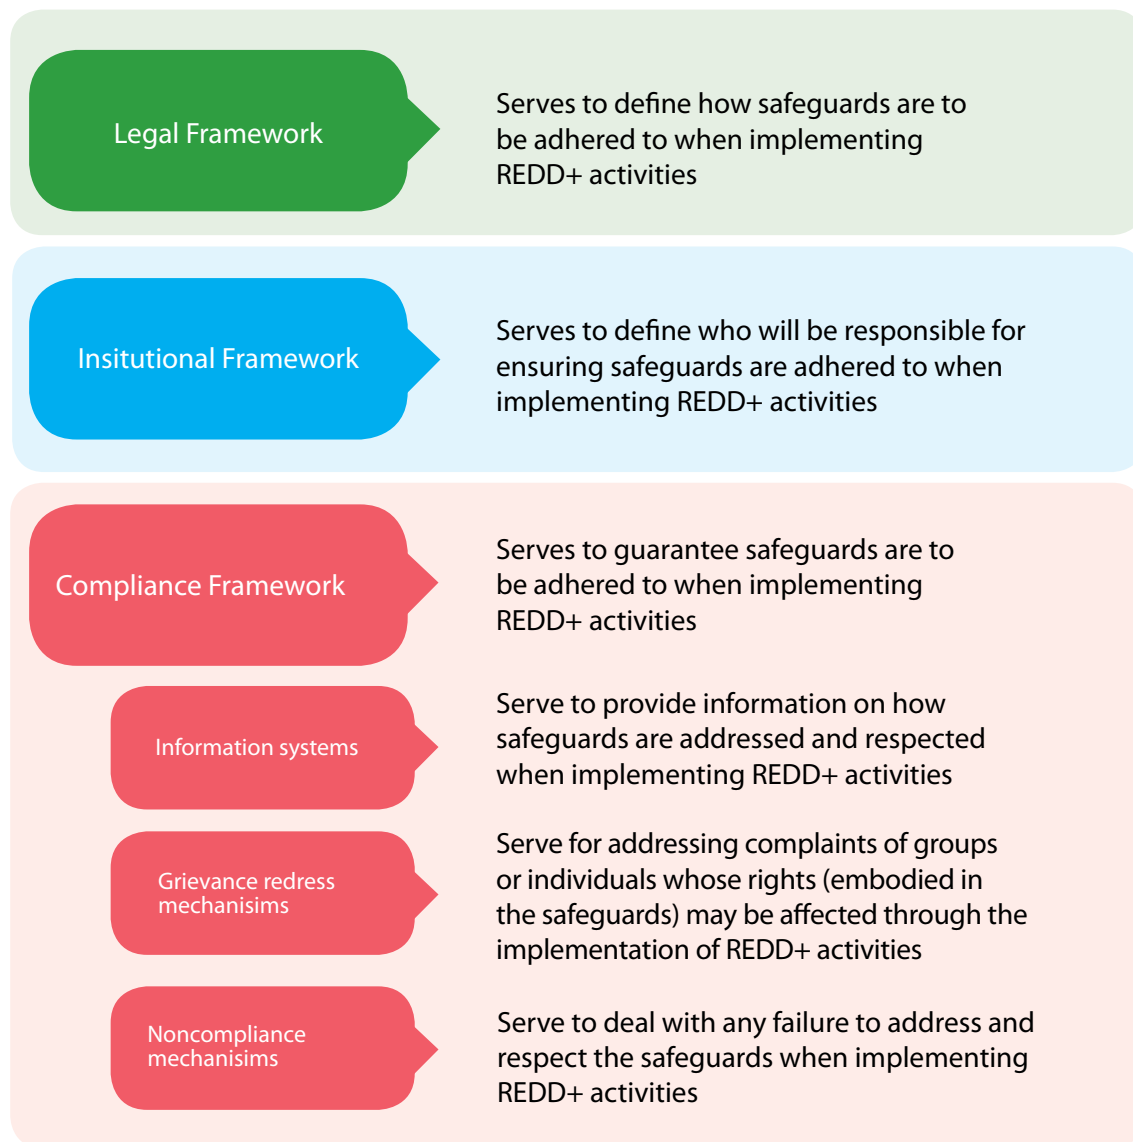 Legal Framework
Serves to define how safeguards are to
be adhered to when implementing
REDD+ activities
Insitutional Framework
Serves to define who will be responsible for
ensuring safeguards are adhered to when
implementing REDD+ activities
Compliance Framework
Serves to guarantee safeguards are to
be adhered to when implementing
REDD+ activities
Information systems
Serve to provide information on how
safeguards are addressed and respected
when implementing REDD+ activities
Grievance redress
mechanisims
Serve for addressing complaints of groups
or individuals whose rights (embodied in
the safeguards) may be affected through the
implementation of REDD+ activities
Noncompliance
mechanisims
Serve to deal with any failure to address and
respect the safeguards when implementing
REDD+ activities